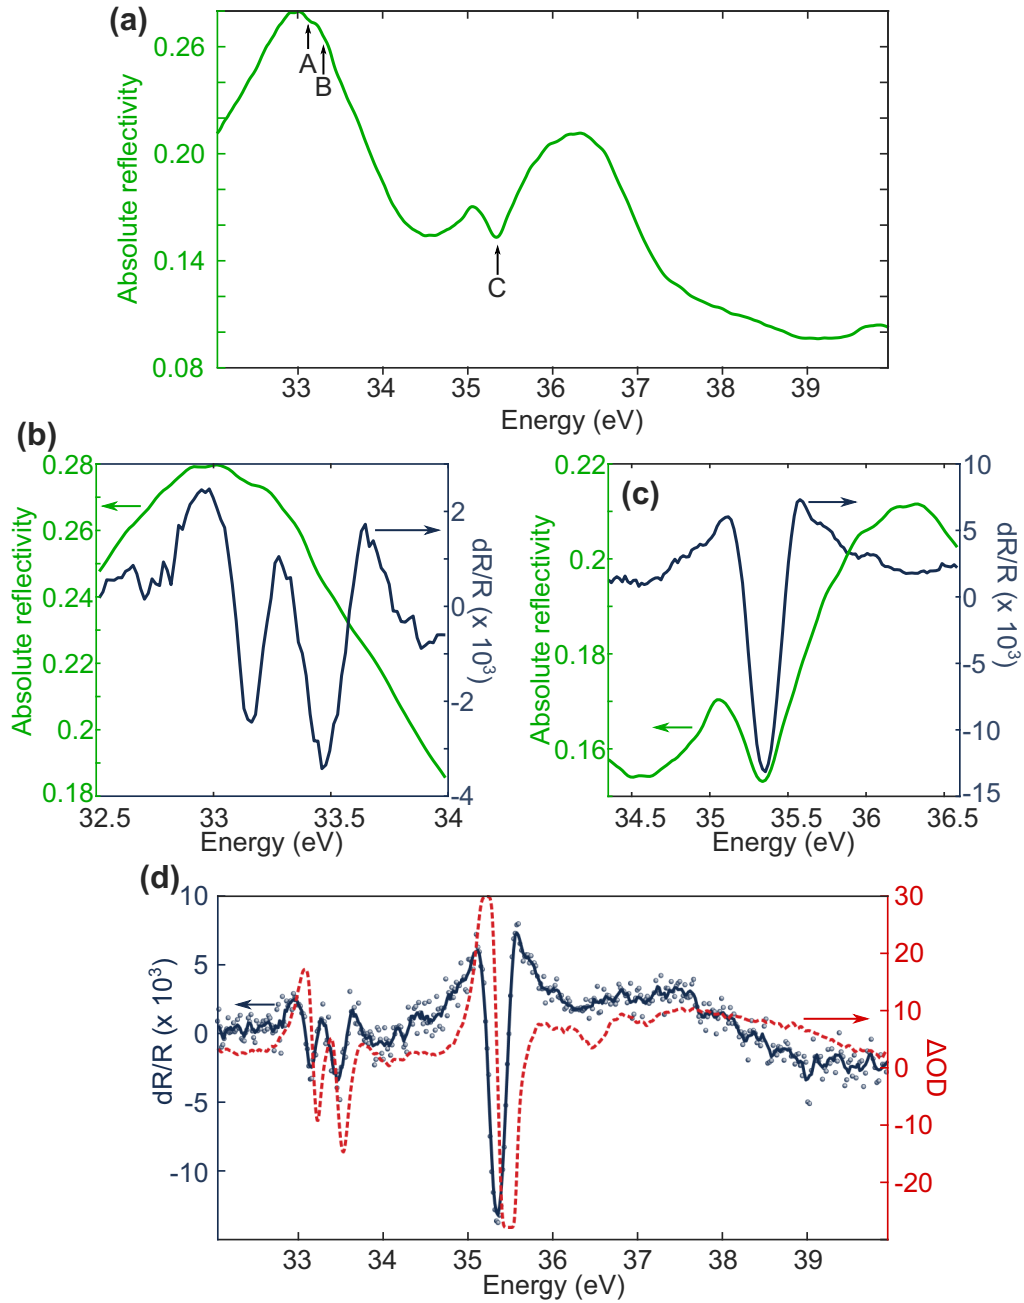 (a)
Absolute reflectivity
0.26
0.20
0.14
0.08
A
B
C
33 34 35 36 37 38 39
Energy (eV)
(b)
Absolute reflectivity
0.28
0.26
0.24
0.22
0.2
0.18
2
0
-2
-4
dR/R (x 10³)
32.5 33 33.5 34
Energy (eV)
(c)
Absolute reflectivity
0.22
0.2
0.18
0.16
10
5
0
-5
-10
-15
dR/R (x 10³)
34.5 35 35.5 36 36.5
Energy (eV)
(d)
dR/R (x 10³)
10
5
0
-5
-10
30
20
10
0
-10
-20
ΔOD
33 34 35 36 37 38 39
Energy (eV)